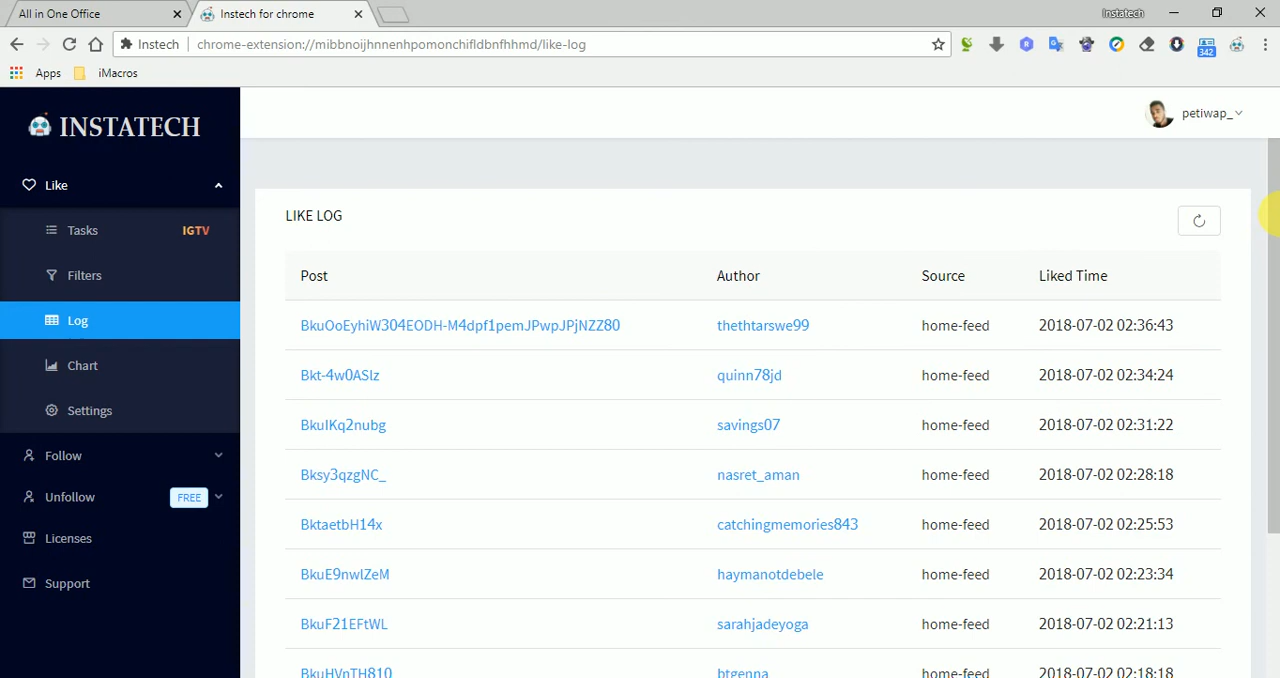 All in One Office
Instech for chrome
Instatech
Instech
chrome-extension://mibbnoijhnnenhpomonchifldbnfhhmd/like-log
342
Apps
iMacros
INSTATECH
petiwap_
Like
Tasks
IGTV
Filters
Log
Chart
Settings
Follow
Unfollow
FREE
Licenses
Support
LIKE LOG
Post Author Source Liked Time
BkuOoEyhiW304EODH-M4dpf1pemJPwpJPjNZZ80 thethtarswe99 home-feed 2018-07-02 02:36:43
Bkt-4w0ASlz quinn78jd home-feed 2018-07-02 02:34:24
BkuIKq2nubg savings07 home-feed 2018-07-02 02:31:22
Bksy3qzgNC_ nasret_aman home-feed 2018-07-02 02:28:18
BktaetbH14x catchingmemories843 home-feed 2018-07-02 02:25:53
BkuE9nwlZeM haymanotdebele home-feed 2018-07-02 02:23:34
BkuF21EFtWL sarahjadeyoga home-feed 2018-07-02 02:21:13
BkuHVnTH810 btgenna home-feed 2018-07-02 02:18:18